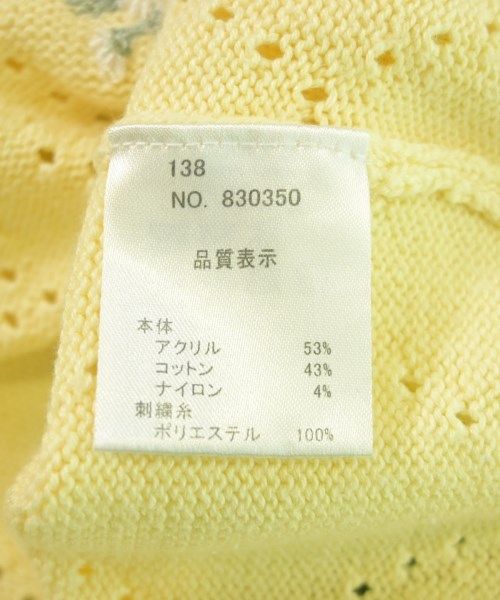 138
NO. 830350
品質表示
本体
アクリル 53%
コットン 43%
ナイロン 4%
刺繍糸
ポリエステル 100%